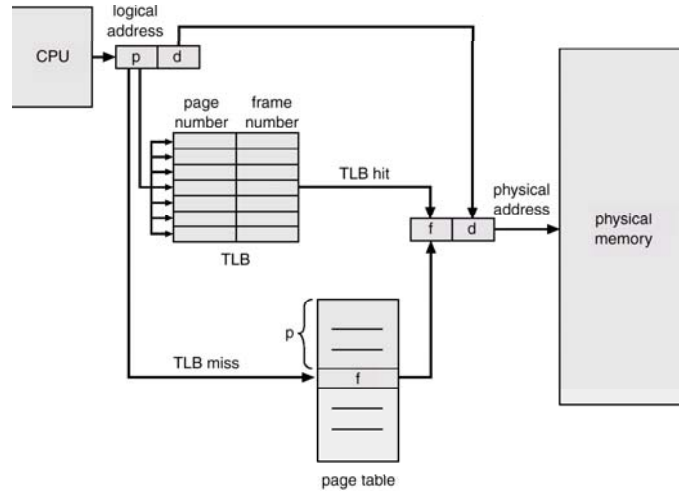 logical
address
CPU
p d
page
number
frame
number
TLB hit
TLB
physical
address
f d
physical
memory
p
TLB miss
f
page table